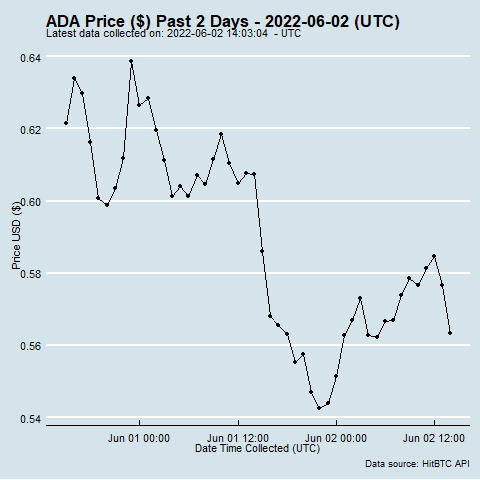 ADA Price ($) Past 2 Days - 2022-06-02 (UTC)
Latest data collected on: 2022-06-02 14:03:04 - UTC
0.64
0.62
0.60
0.58
0.56
0.54
Price USD ($)
Jun 01 00:00 Jun 01 12:00 Jun 02 00:00 Jun 02 12:00
Date Time Collected (UTC)
Data source: HitBTC API